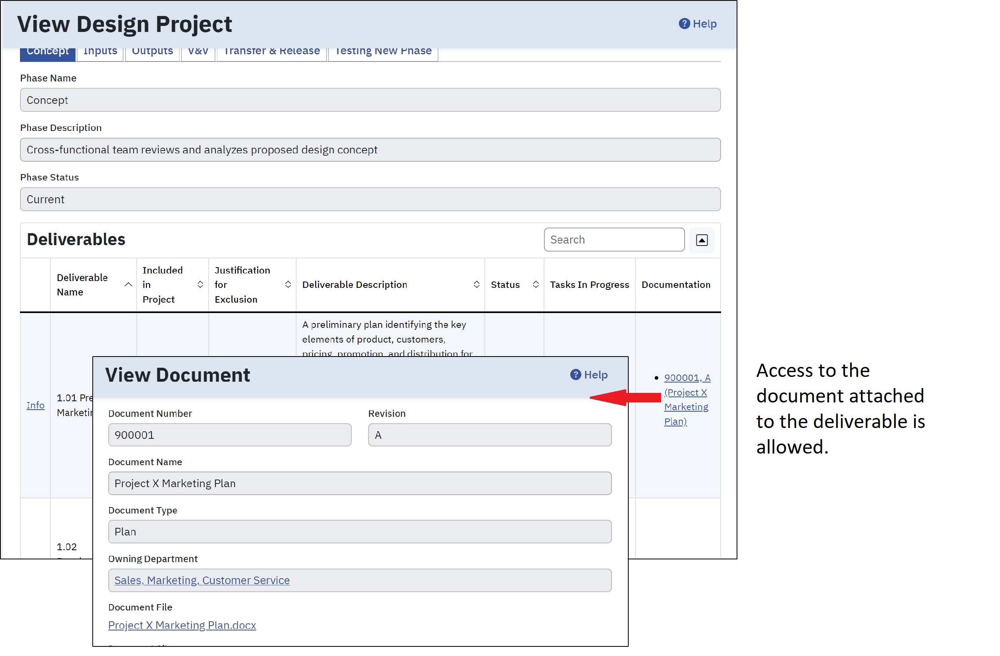 View Design Project
Help
Concept Inputs Outputs V&V Transfer & Release Testing New Phase
Phase Name
Concept
Phase Description
Cross-functional team reviews and analyzes proposed design concept
Phase Status
Current
Deliverables
Search
Deliverable
Name
Included
in
Project
Justification
for
Exclusion
Deliverable Description
Status
Tasks In Progress
Documentation
Info
1.01 Pre
Marketin
A preliminary plan identifying the key
elements of product, customers,
pricing, promotion, and distribution for
900001, A
(Project X
Marketing
Plan)
1.02
View Document
Help
Document Number
900001
Revision
A
Document Name
Project X Marketing Plan
Document Type
Plan
Owning Department
Sales, Marketing, Customer Service
Document File
Project X Marketing Plan.docx
Access to the
document attached
to the deliverable is
allowed.